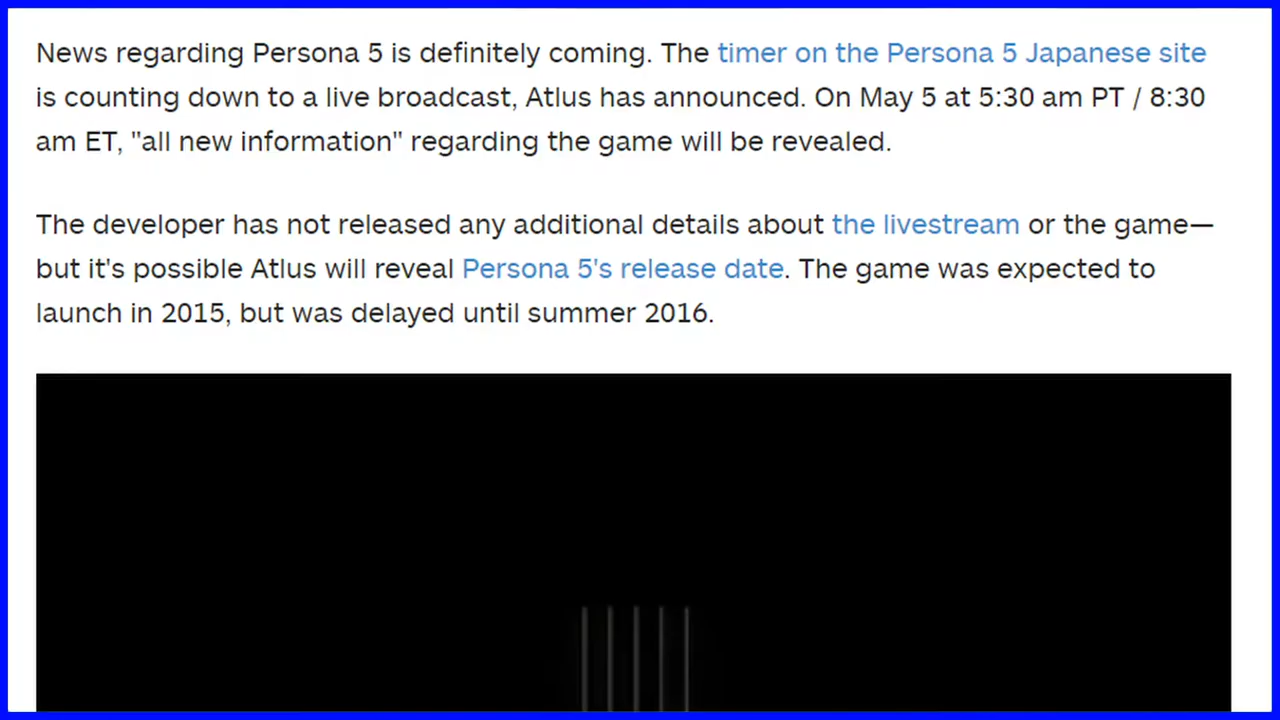 News regarding Persona 5 is definitely coming. The timer on the Persona 5 Japanese site
is counting down to a live broadcast, Atlus has announced. On May 5 at 5:30 am PT / 8:30
am ET, "all new information" regarding the game will be revealed.
The developer has not released any additional details about the livestream or the game—
but it's possible Atlus will reveal Persona 5's release date. The game was expected to
launch in 2015, but was delayed until summer 2016.